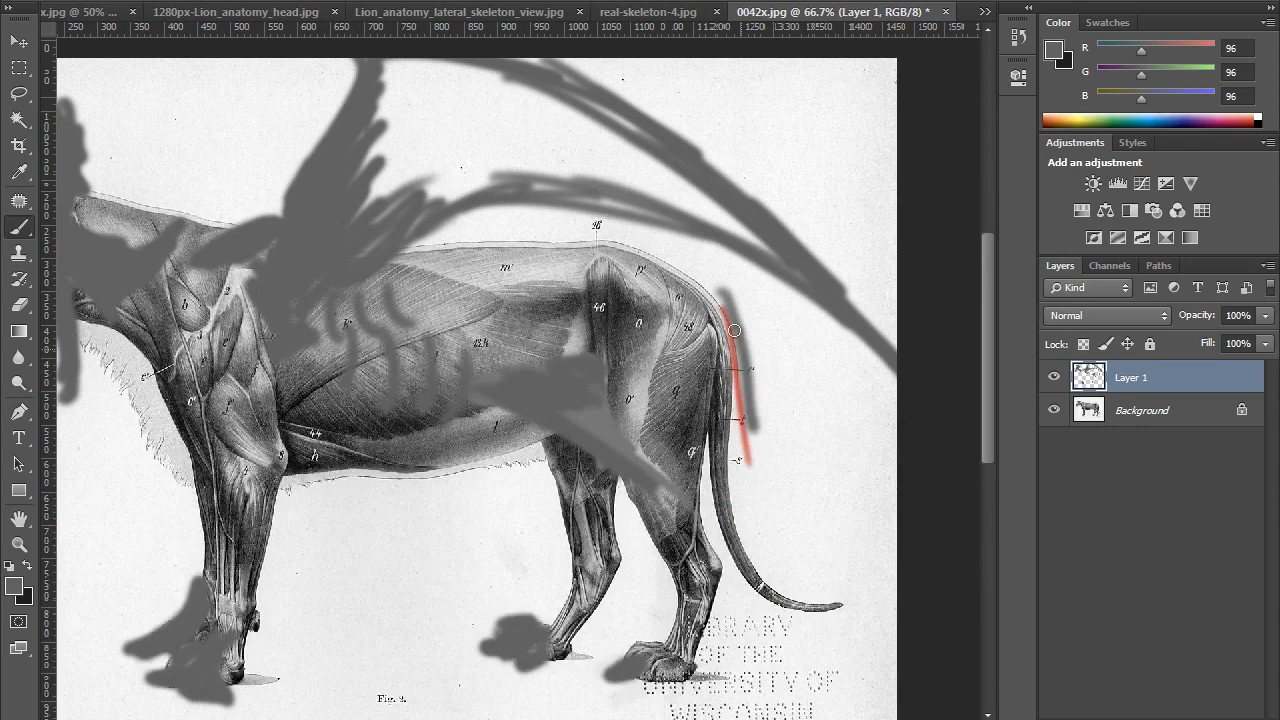 x.jpg @ 50% ... × 1280px-Lion_anatomy_head.jpg × Lion_anatomy_lateral_skeleton_view.jpg × real-skeleton-4.jpg × 0042x.jpg @ 66.7% (Layer 1, RGB/8) * ×
Color Swatches
R 96
G 96
B 96
Adjustments Styles
Add an adjustment
Layers Channels Paths
Kind
Normal Opacity: 100%
Lock: Fill: 100%
Layer 1
Background
Fig. 2.
LIBRARY
OF THE
UNIVERSITY OF
WISCONSIN